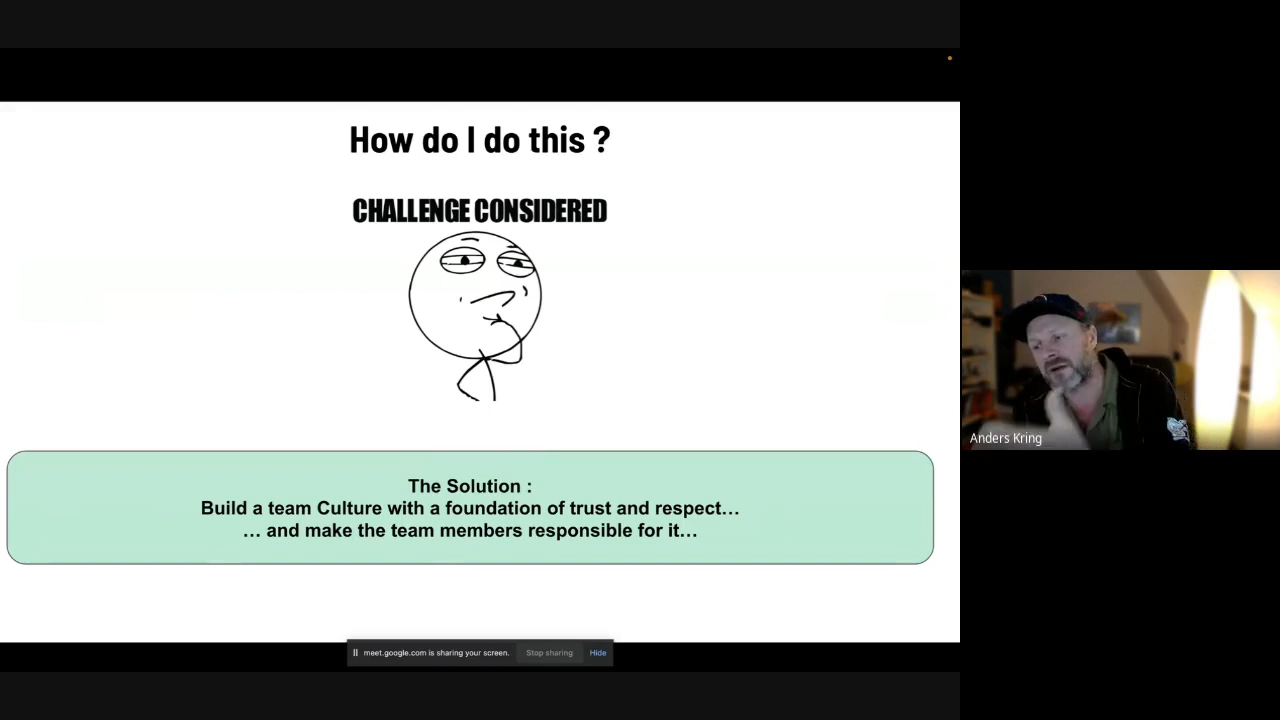 How do I do this ?
CHALLENGE CONSIDERED
Anders Kring
The Solution :
Build a team Culture with a foundation of trust and respect…
… and make the team members responsible for it…
meet.google.com is sharing your screen. Stop sharing Hide